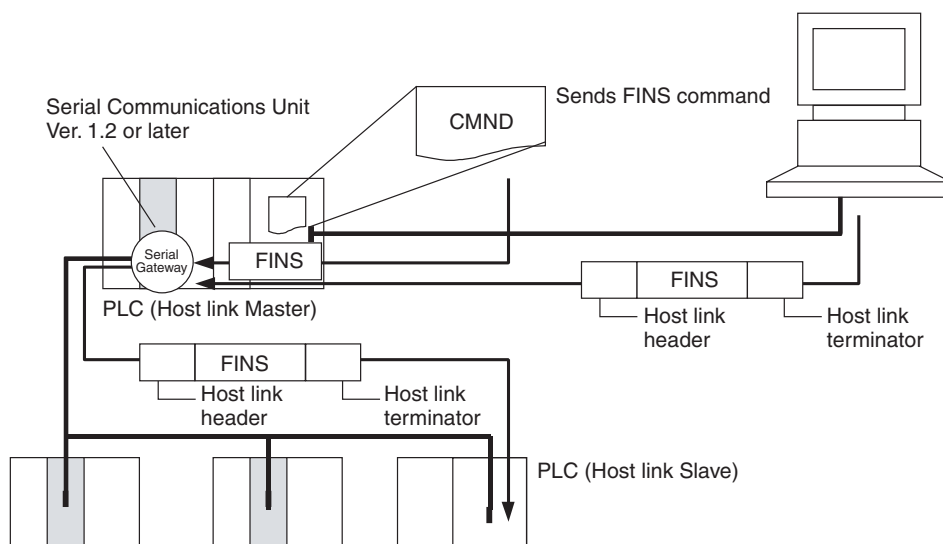 Serial Communications Unit
Ver. 1.2 or later
CMND
Sends FINS command
Serial
Gateway
FINS
PLC (Host link Master)
FINS
Host link
header
Host link
terminator
FINS
Host link
header
Host link
terminator
PLC (Host link Slave)